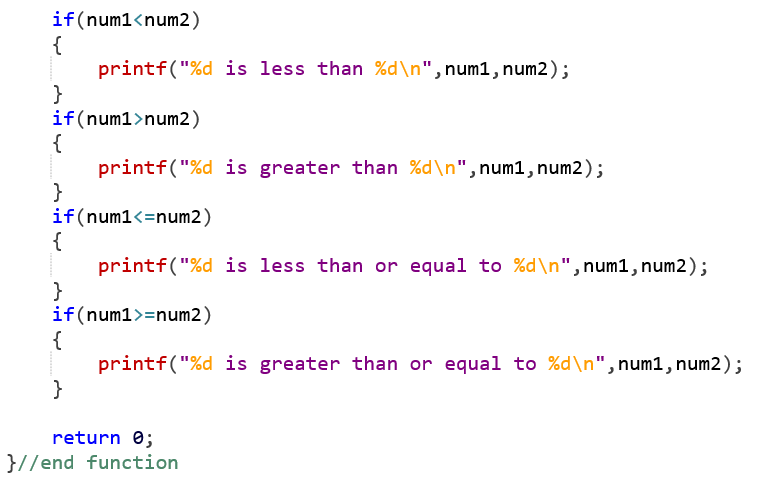 if(num1<num2)
{
printf("%d is less than %d\n",num1,num2);
}
if(num1>num2)
{
printf("%d is greater than %d\n",num1,num2);
}
if(num1<=num2)
{
printf("%d is less than or equal to %d\n",num1,num2);
}
if(num1>=num2)
{
printf("%d is greater than or equal to %d\n",num1,num2);
}
return 0;
}//end function